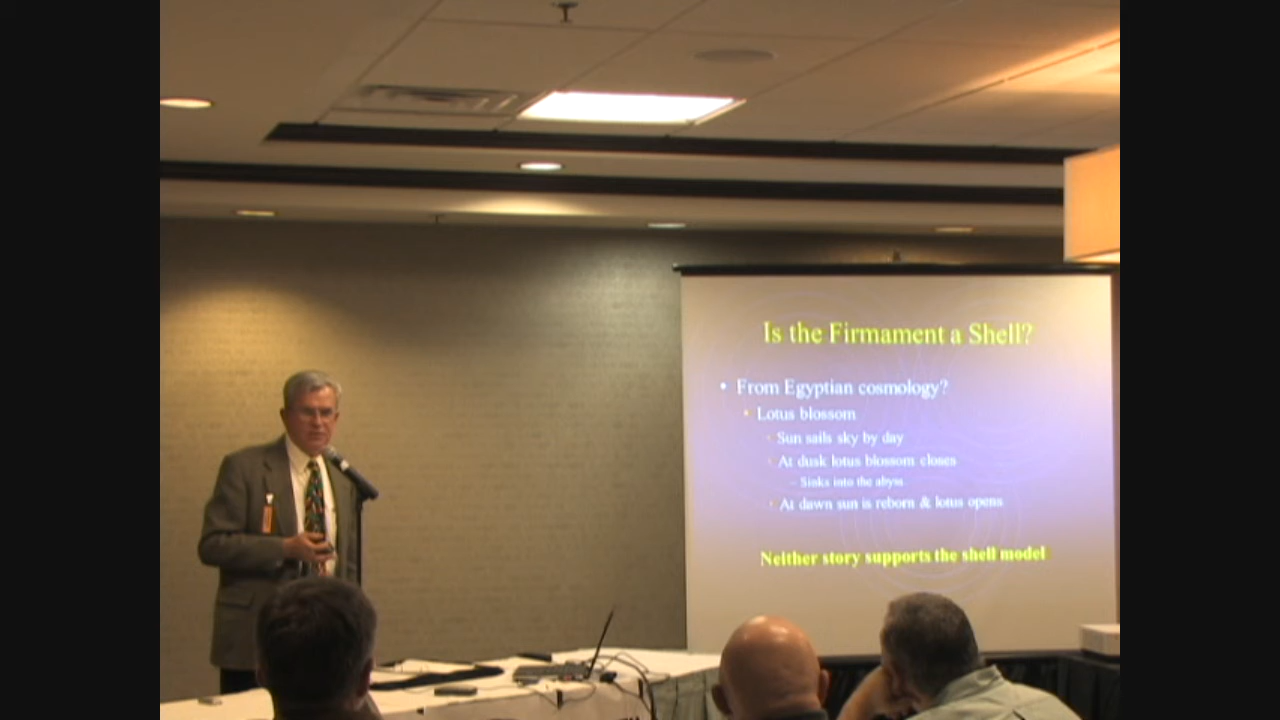 Is the Firmament a Shell?
• From Egyptian cosmology?
• Lotus blossom
• Sun sails sky by day
• At dusk lotus blossom closes
– Sinks into the abyss
• At dawn sun is reborn & lotus opens
Neither story supports the shell model